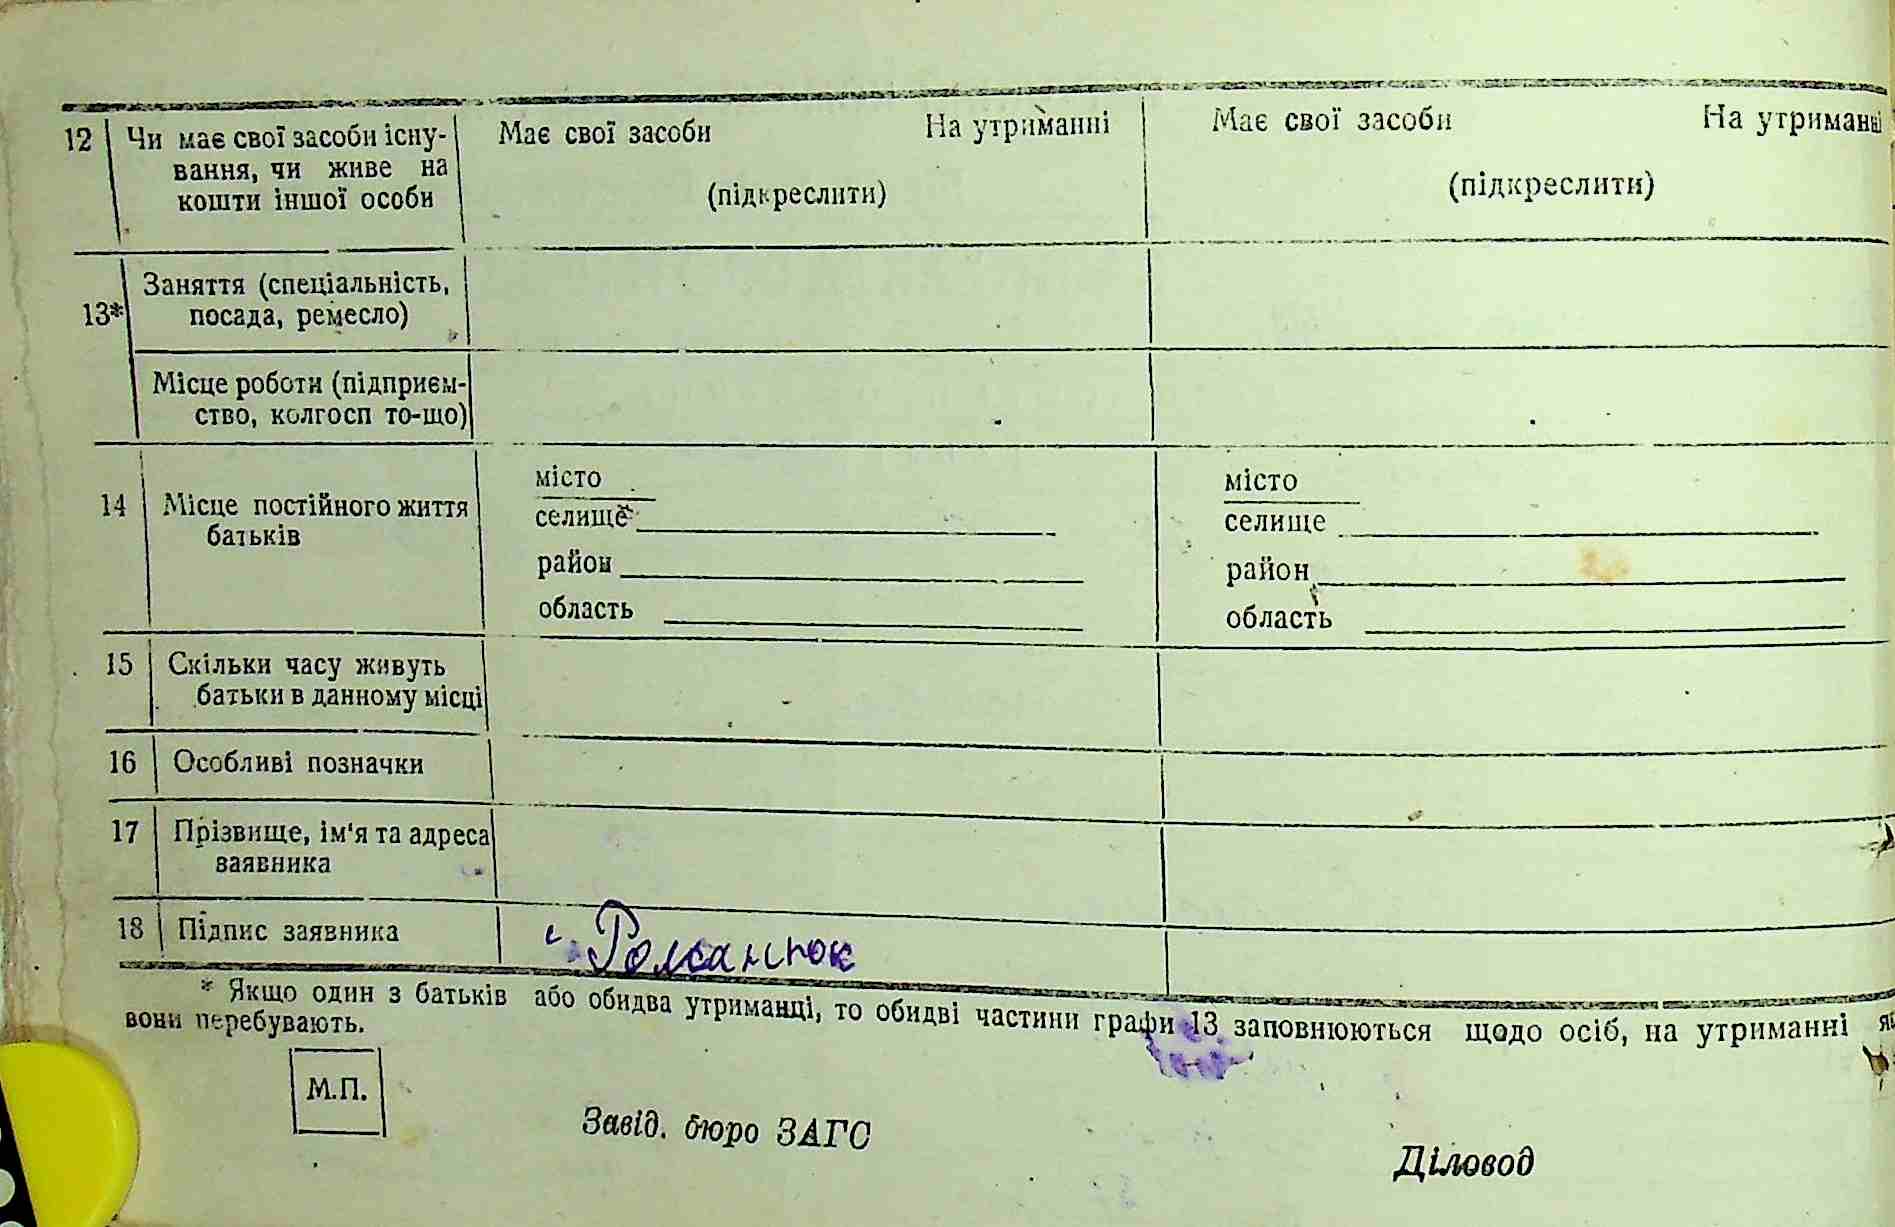 12 Чи має свої засоби існу- Має свої засоби На утриманні Має свої засоби На утриманні
вання, чи живе на (підкреслити) (підкреслити)
кошти іншої особи
Заняття (спеціальність,
13* посада, ремесло)
Місце роботи (підприєм-
ство, колгосп то-що)
місто місто
14 Місце постійного життя селище селище
батьків
район район
область область
15 Скільки часу живуть
батьки в данному місці
16 Особливі позначки
17 Прізвище, ім'я та адреса
заявника
18 Підпис заявника Романюк
* Якщо один з батьків або обидва утриманці, то обидві частини графи 13 заповнюються щодо осіб, на утриманні
вони перебувають.
М.П.
Завід. бюро ЗАГС
Діловод